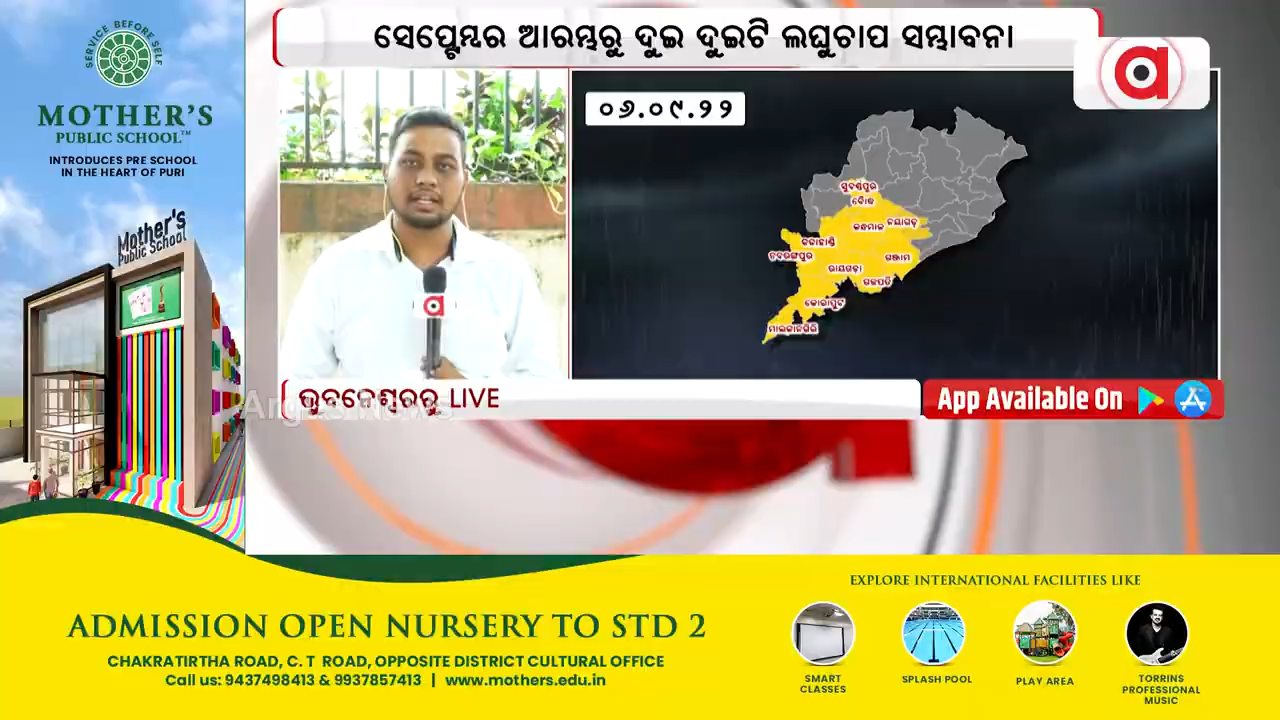 SERVICE BEFORE SELF
MOTHER'S
PUBLIC SCHOOL™
INTRODUCES PRE SCHOOL
IN THE HEART OF PURI
Mother's
Public School
ସେପ୍ଟେମ୍ବର ଆରମ୍ଭରୁ ଦୁଇ ଦୁଇଟି ଲଘୁଚାପ ସମ୍ଭାବନା
a
୦୬.୦୯.୨୨
ସୁବର୍ଣ୍ଣପୁର
ବୌଦ୍ଧ
ନୟାଗଡ଼
କନ୍ଧମାଳ
କଳାହାଣ୍ଡି
ନବରଙ୍ଗପୁର
ଗଞ୍ଜାମ
ରାୟଗଡ଼ା
ଗଜପତି
କୋରାପୁଟ
ମାଲକାନଗିରି
a
ଭୁବନେଶ୍ୱରରୁ LIVE
Argus News
App Available On
ADMISSION OPEN NURSERY TO STD 2
CHAKRATIRTHA ROAD, C. T ROAD, OPPOSITE DISTRICT CULTURAL OFFICE
Call us: 9437498413 & 9937857413 | www.mothers.edu.in
EXPLORE INTERNATIONAL FACILITIES LIKE
SMART
CLASSES
SPLASH POOL
PLAY AREA
TORRINS
PROFESSIONAL
MUSIC